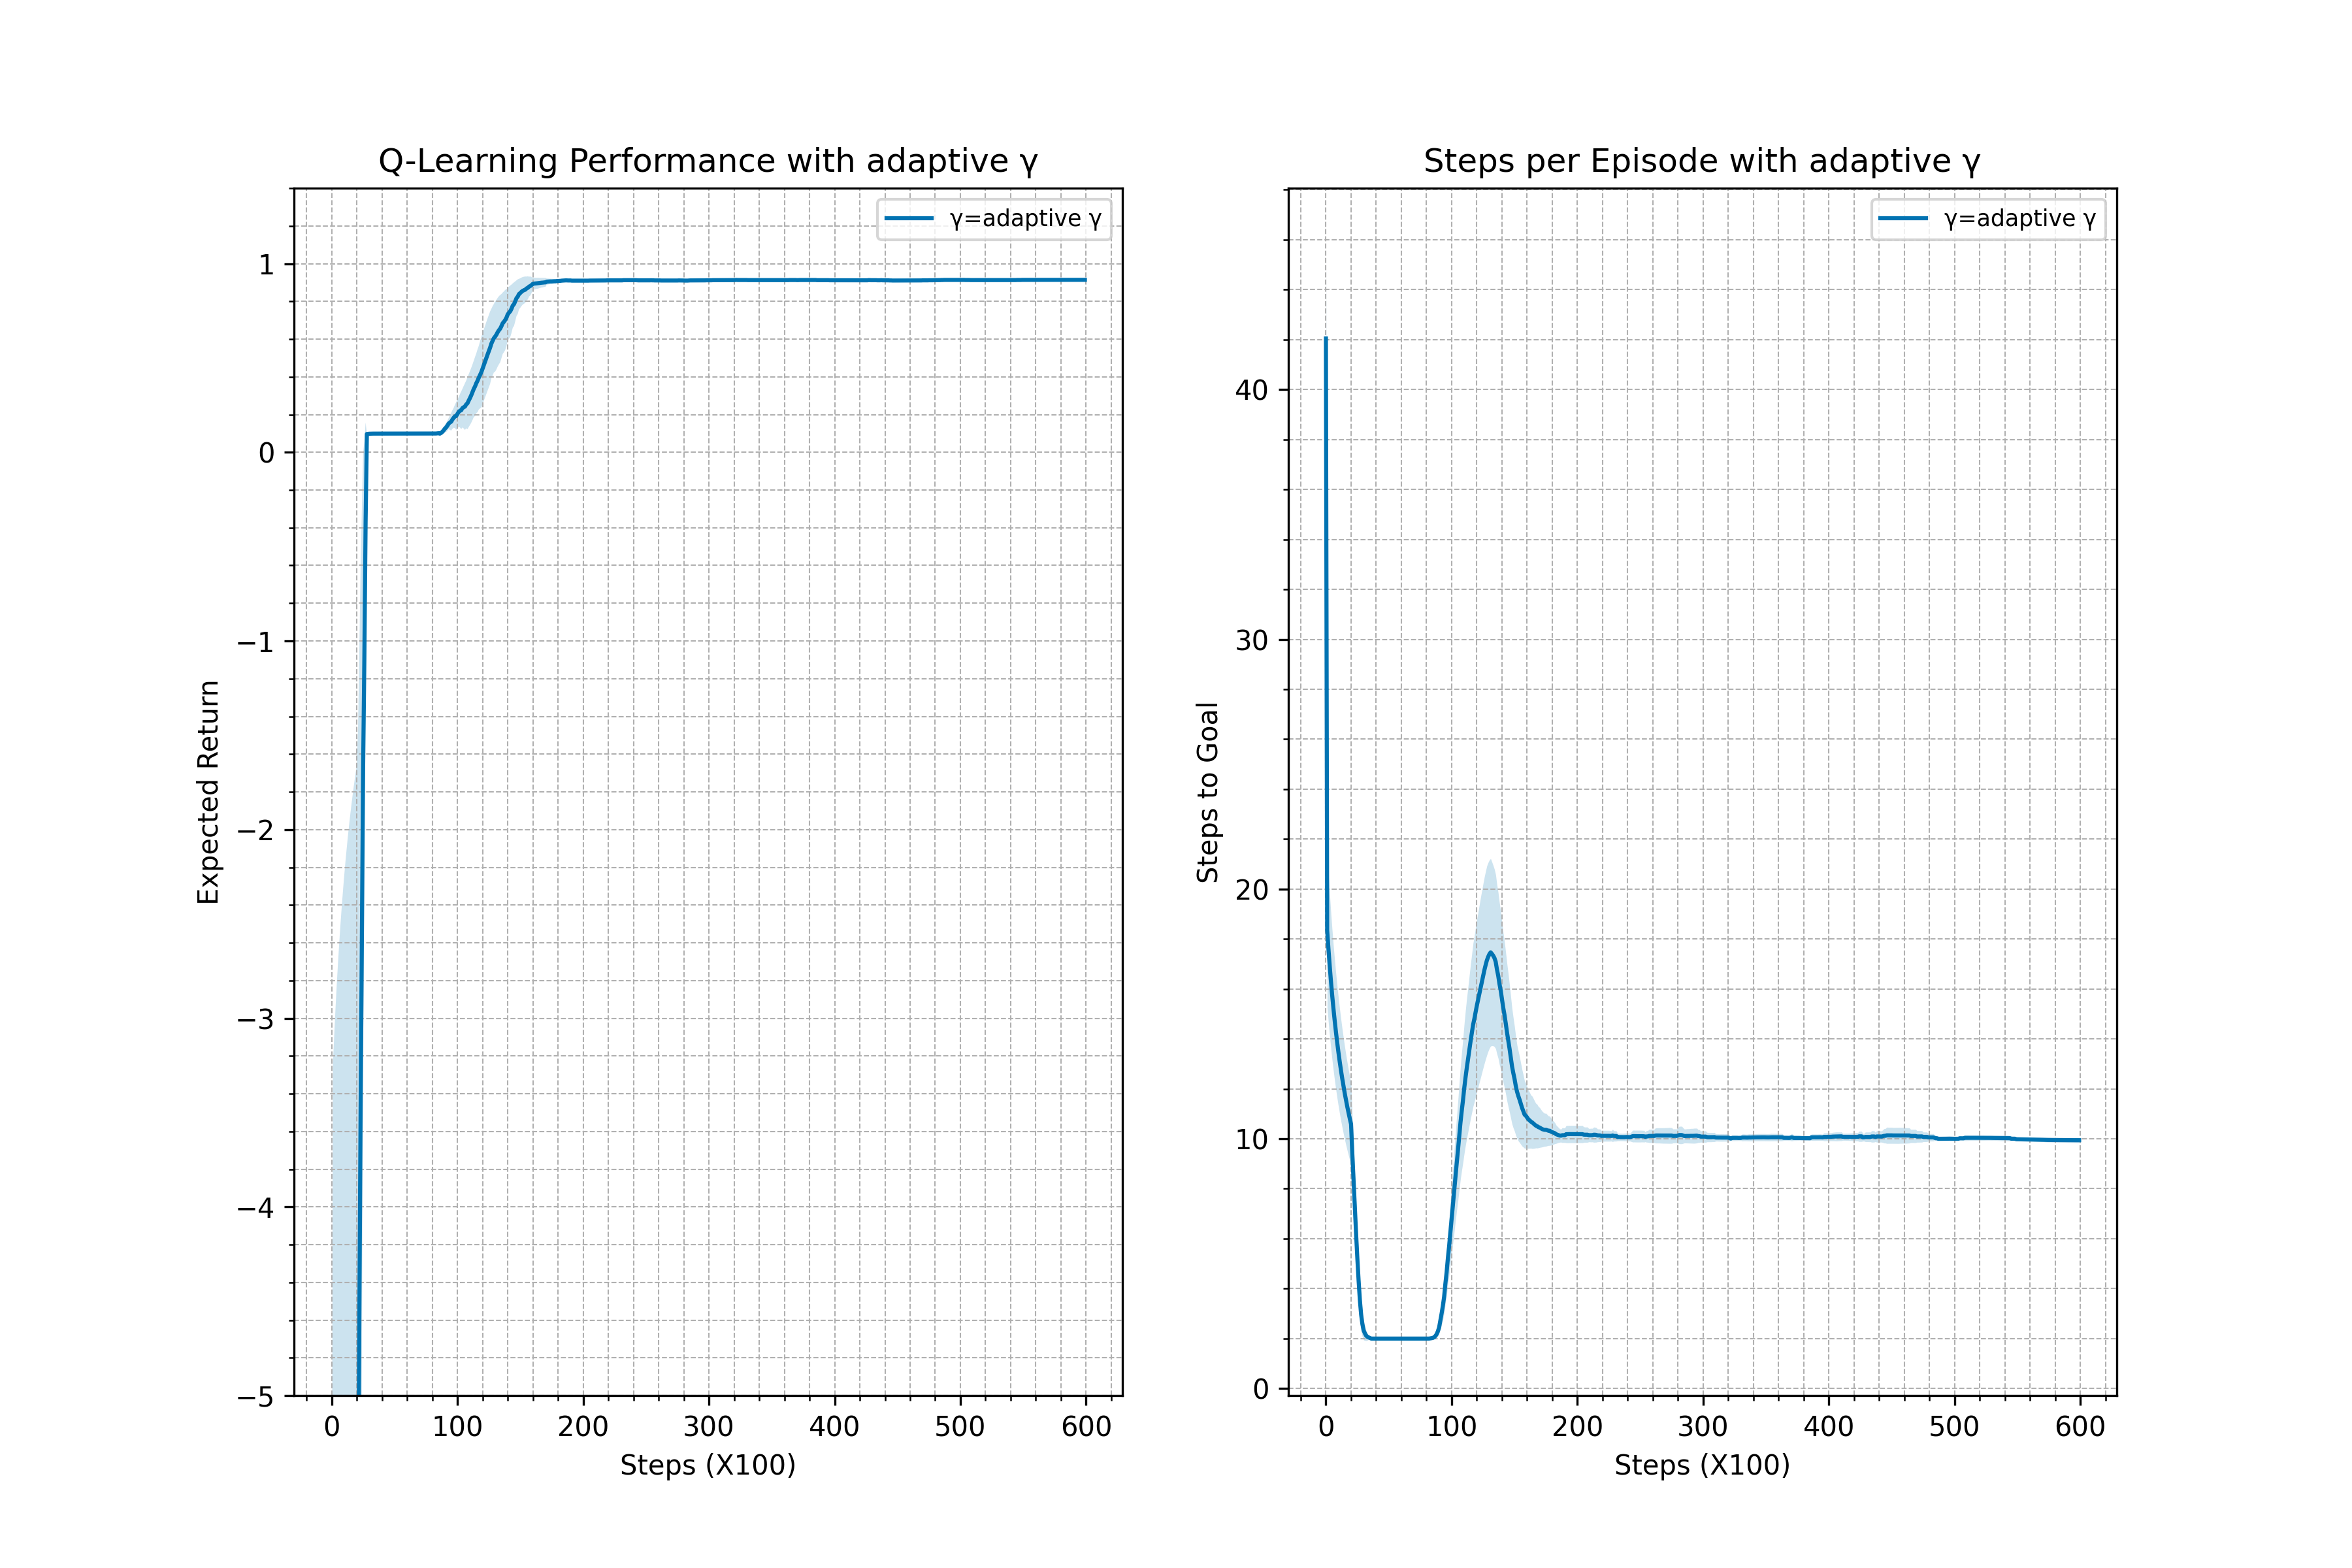 Q-Learning Performance with adaptive γ
γ=adaptive γ
1
0
−1
−2
−3
−4
−5
Expected Return
0 100 200 300 400 500 600
Steps (X100)
Steps per Episode with adaptive γ
γ=adaptive γ
40
30
20
10
0
Steps to Goal
0 100 200 300 400 500 600
Steps (X100)